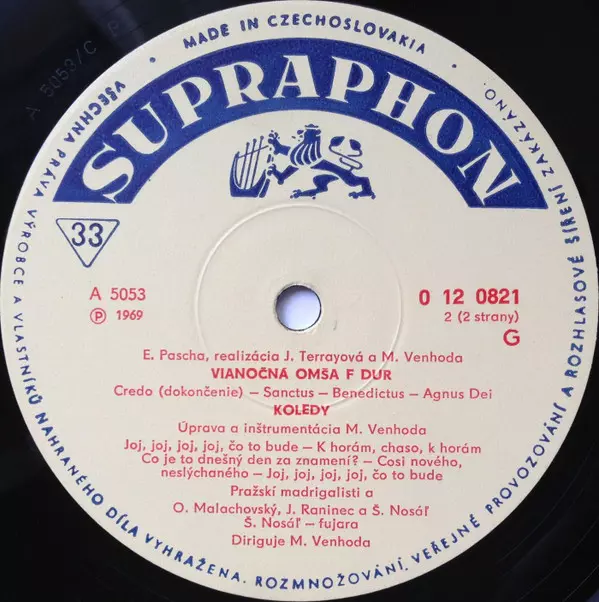 A 5053/C
• MADE IN CZECHOSLOVAKIA •
SUPRAPHON
33
A 5053
Ⓟ 1969
0 12 0821
2 (2 strany)
G
E. Pascha, realizácia J. Terrayová a M. Venhoda
VIANOČNÁ OMŠA F DUR
Credo (dokončenie) – Sanctus – Benedictus – Agnus Dei
KOLEDY
Úprava a inštrumentácia M. Venhoda
Joj, joj, joj, joj, čo to bude – K horám, chaso, k horám
Co je to dnešný den za znamení? – Cosi nového,
neslýchaného – Joj, joj, joj, joj, čo to bude
Pražskí madrigalisti a
O. Malachovský, J. Raninec a Š. Nosáľ
Š. Nosáľ – fujara
Diriguje M. Venhoda
VŠECHNA PRÁVA VÝROBCE A VLASTNÍKŮ NAHRANÉHO DÍLA VYHRAŽENA. ROZMNOŽOVÁNÍ, VEŘEJNÉ PROVOZOVÁNÍ A ROZHLASOVÉ ŠÍŘENÍ ZAKÁZÁNO.